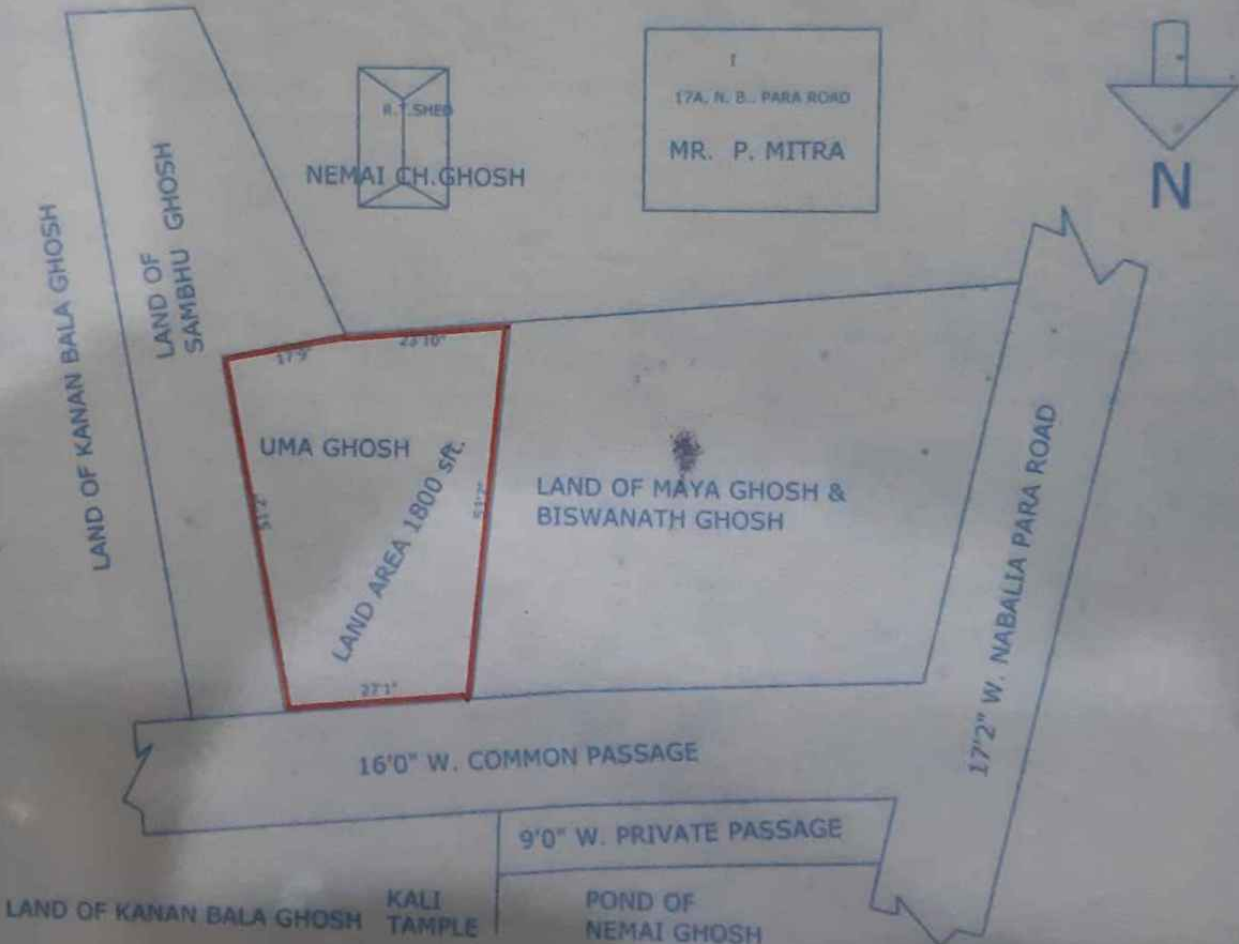 I
17A. N. B.. PARA ROAD
MR. P. MITRA
R.T.SHED
NEMAI CH.GHOSH
N
LAND OF KANAN BALA GHOSH
LAND OF
SAMBHU GHOSH
17'9"
23'10"
UMA GHOSH
LAND AREA 1800 sft.
51'2"
27'1"
LAND OF MAYA GHOSH &
BISWANATH GHOSH
17'2" W. NABALIA PARA ROAD
16'0" W. COMMON PASSAGE
9'0" W. PRIVATE PASSAGE
LAND OF KANAN BALA GHOSH
KALI
TAMPLE
POND OF
NEMAI GHOSH